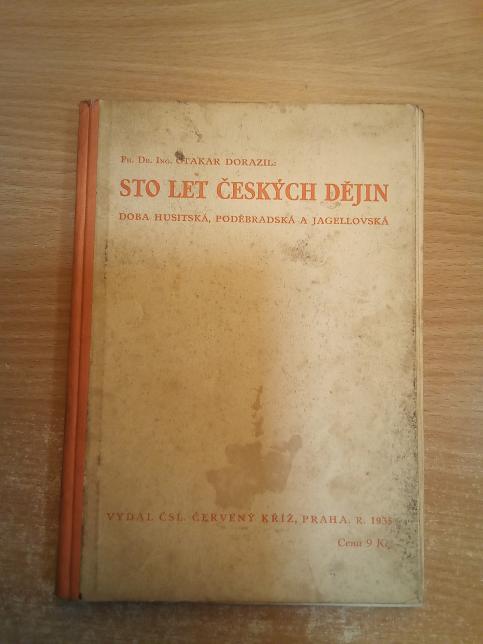 Ph. Dr. Ing. OTAKAR DORAZIL:
STO LET ČESKÝCH DĚJIN
DOBA HUSITSKÁ, PODĚBRADSKÁ A JAGELLOVSKÁ
VYDAL ČSL. ČERVENÝ KŘÍŽ, PRAHA, R. 1935
Cena 9 Kč